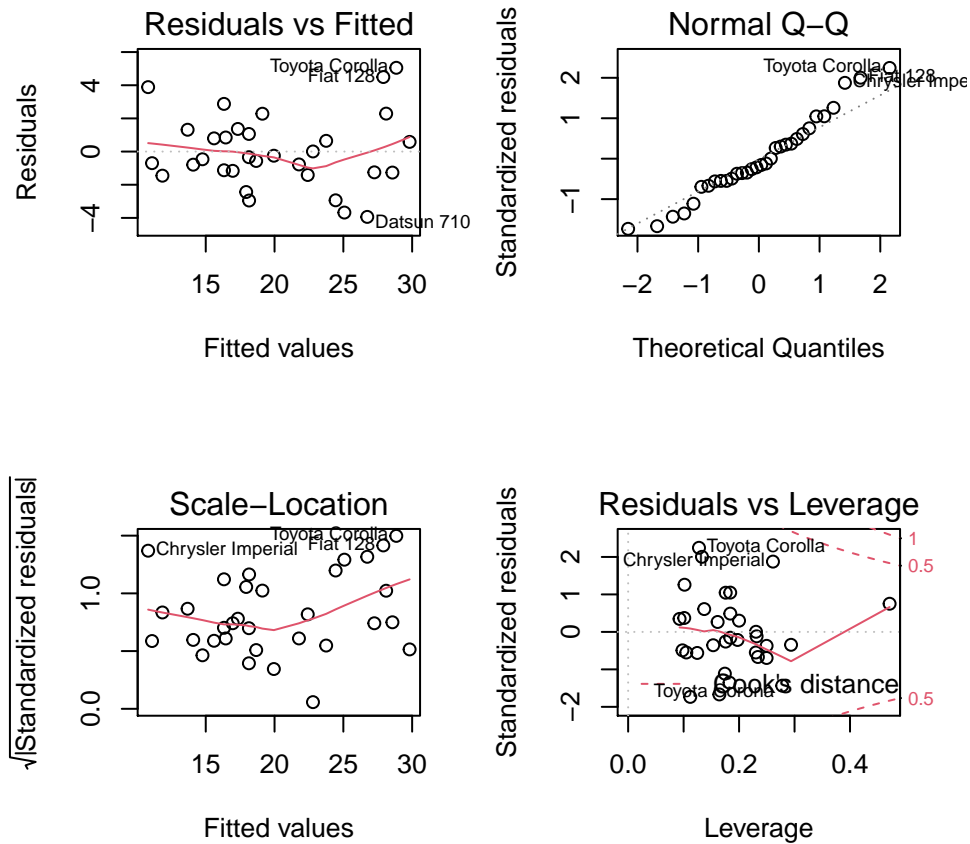 Residuals vs Fitted
Residuals
4
0
−4
Toyota Corolla
Fiat 128
Datsun 710
15 20 25 30
Fitted values
Normal Q−Q
Standardized residuals
2
1
−1
Toyota Corolla
Fiat 128
Chrysler Impe
−2 −1 0 1 2
Theoretical Quantiles
Scale−Location
√|Standardized residuals|
1.0
0.0
Toyota Corolla
Chrysler Imperial
Fiat 128
15 20 25 30
Fitted values
Residuals vs Leverage
Standardized residuals
2
1
0
−2
Toyota Corolla
Chrysler Imperial
Toyota Corona
Cook's distance
1
0.5
0.5
0.0 0.2 0.4
Leverage